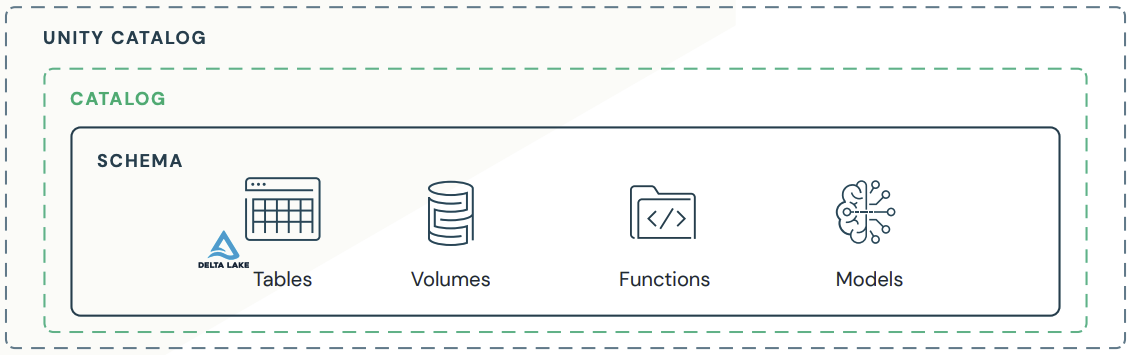 UNITY CATALOG
CATALOG
SCHEMA
</>
DELTA LAKE
Tables
Volumes
Functions
Models